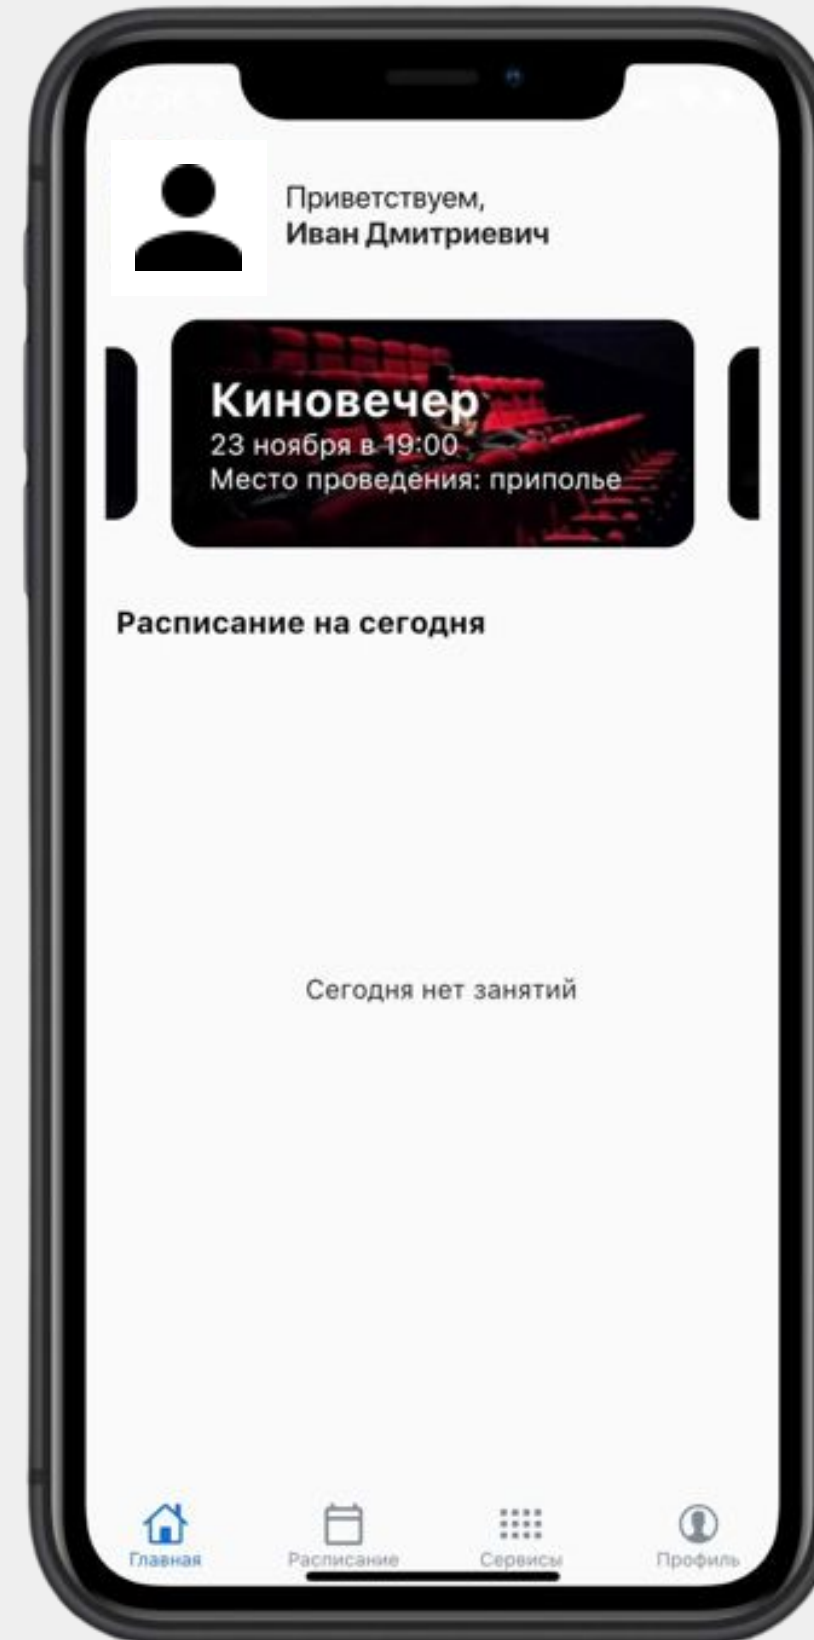 Приветствуем,
Иван Дмитриевич
Киновечер
23 ноября в 19:00
Место проведения: приполье
Расписание на сегодня
Сегодня нет занятий
Главная
Расписание
Сервисы
Профиль